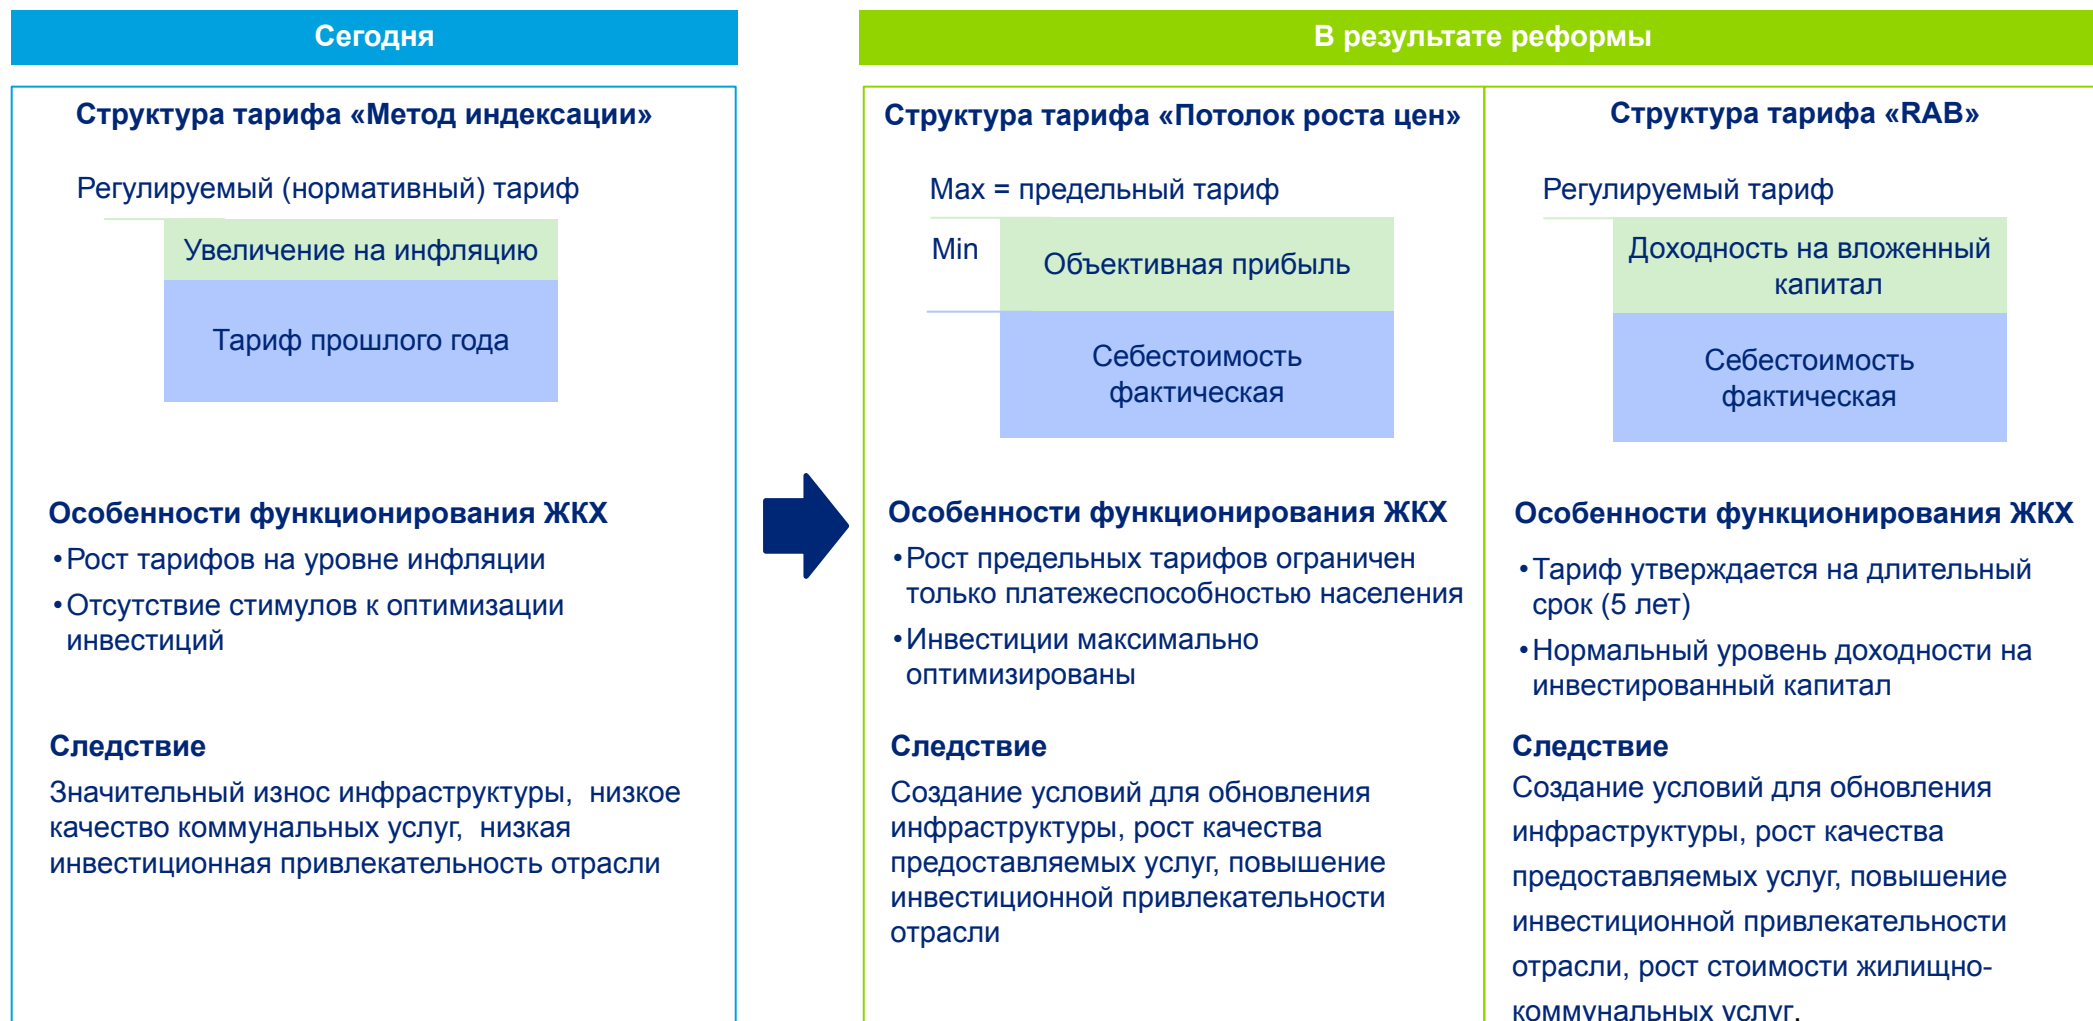 Сегодня
В результате реформы
Структура тарифа «Метод индексации»
Регулируемый (нормативный) тариф
Увеличение на инфляцию
Тариф прошлого года
Особенности функционирования ЖКХ
•Рост тарифов на уровне инфляции
•Отсутствие стимулов к оптимизации
инвестиций
Следствие
Значительный износ инфраструктуры, низкое
качество коммунальных услуг, низкая
инвестиционная привлекательность отрасли
Структура тарифа «Потолок роста цен»
Max = предельный тариф
Min
Объективная прибыль
Себестоимость
фактическая
Особенности функционирования ЖКХ
•Рост предельных тарифов ограничен
только платежеспособностью населения
•Инвестиции максимально
оптимизированы
Следствие
Создание условий для обновления
инфраструктуры, рост качества
предоставляемых услуг, повышение
инвестиционной привлекательности
отрасли
Структура тарифа «RAB»
Регулируемый тариф
Доходность на вложенный
капитал
Себестоимость
фактическая
Особенности функционирования ЖКХ
•Тариф утверждается на длительный
срок (5 лет)
•Нормальный уровень доходности на
инвестированный капитал
Следствие
Создание условий для обновления
инфраструктуры, рост качества
предоставляемых услуг, повышение
инвестиционной привлекательности
отрасли, рост стоимости жилищно-
коммунальных услуг.